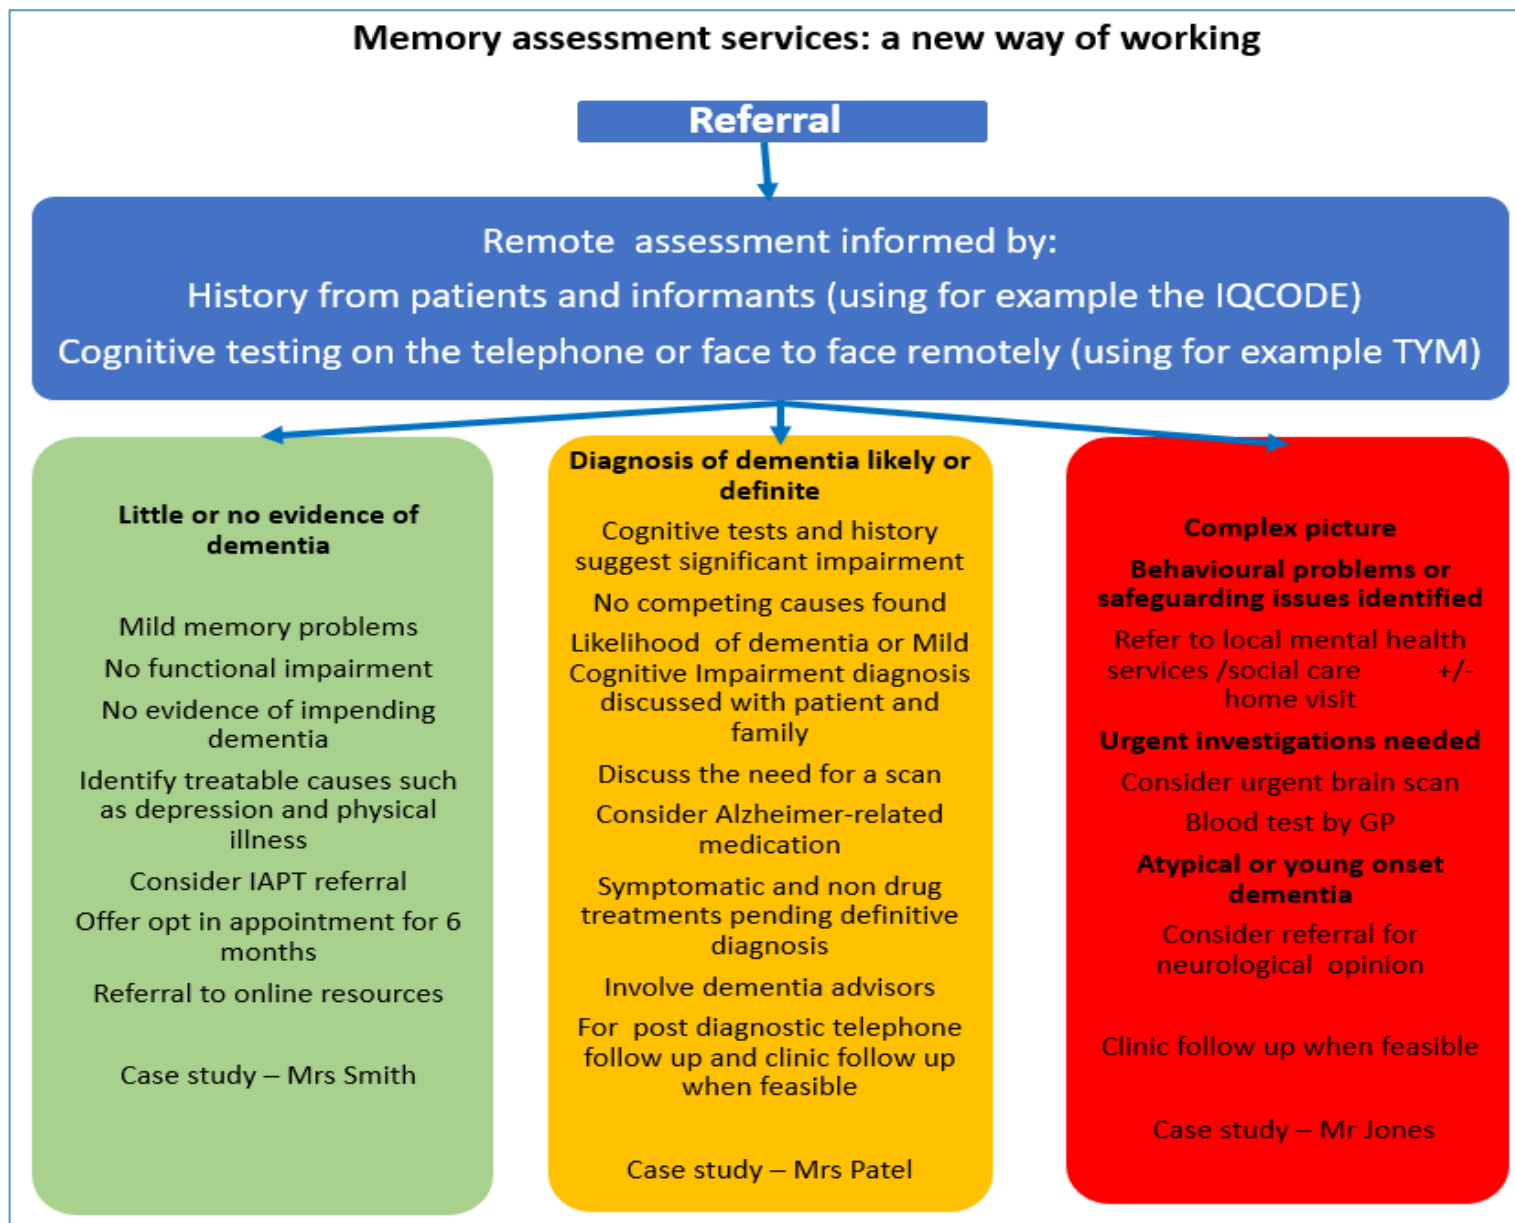 Memory assessment services: a new way of working
Referral
Remote assessment informed by:
History from patients and informants (using for example the IQCODE)
Cognitive testing on the telephone or face to face remotely (using for example TYM)
Little or no evidence of
dementia
Mild memory problems
No functional impairment
No evidence of impending
dementia
Identify treatable causes such
as depression and physical
illness
Consider IAPT referral
Offer opt in appointment for 6
months
Referral to online resources
Case study – Mrs Smith
Diagnosis of dementia likely or
definite
Cognitive tests and history
suggest significant impairment
No competing causes found
Likelihood of dementia or Mild
Cognitive Impairment diagnosis
discussed with patient and
family
Discuss the need for a scan
Consider Alzheimer-related
medication
Symptomatic and non drug
treatments pending definitive
diagnosis
Involve dementia advisors
For post diagnostic telephone
follow up and clinic follow up
when feasible
Case study – Mrs Patel
Complex picture
Behavioural problems or
safeguarding issues identified
Refer to local mental health
services /social care +/-
home visit
Urgent investigations needed
Consider urgent brain scan
Blood test by GP
Atypical or young onset
dementia
Consider referral for
neurological opinion
Clinic follow up when feasible
Case study – Mr Jones